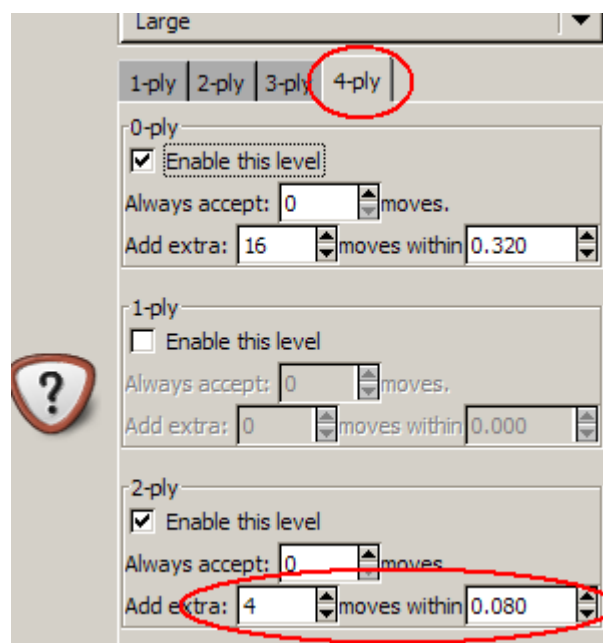 Large
1-ply 2-ply 3-ply 4-ply
0-ply
Enable this level
Always accept: 0 moves.
Add extra: 16 moves within 0.320
1-ply
Enable this level
Always accept: 0 moves.
Add extra: 0 moves within 0.000
?
2-ply
Enable this level
Always accept: 0 moves.
Add extra: 4 moves within 0.080